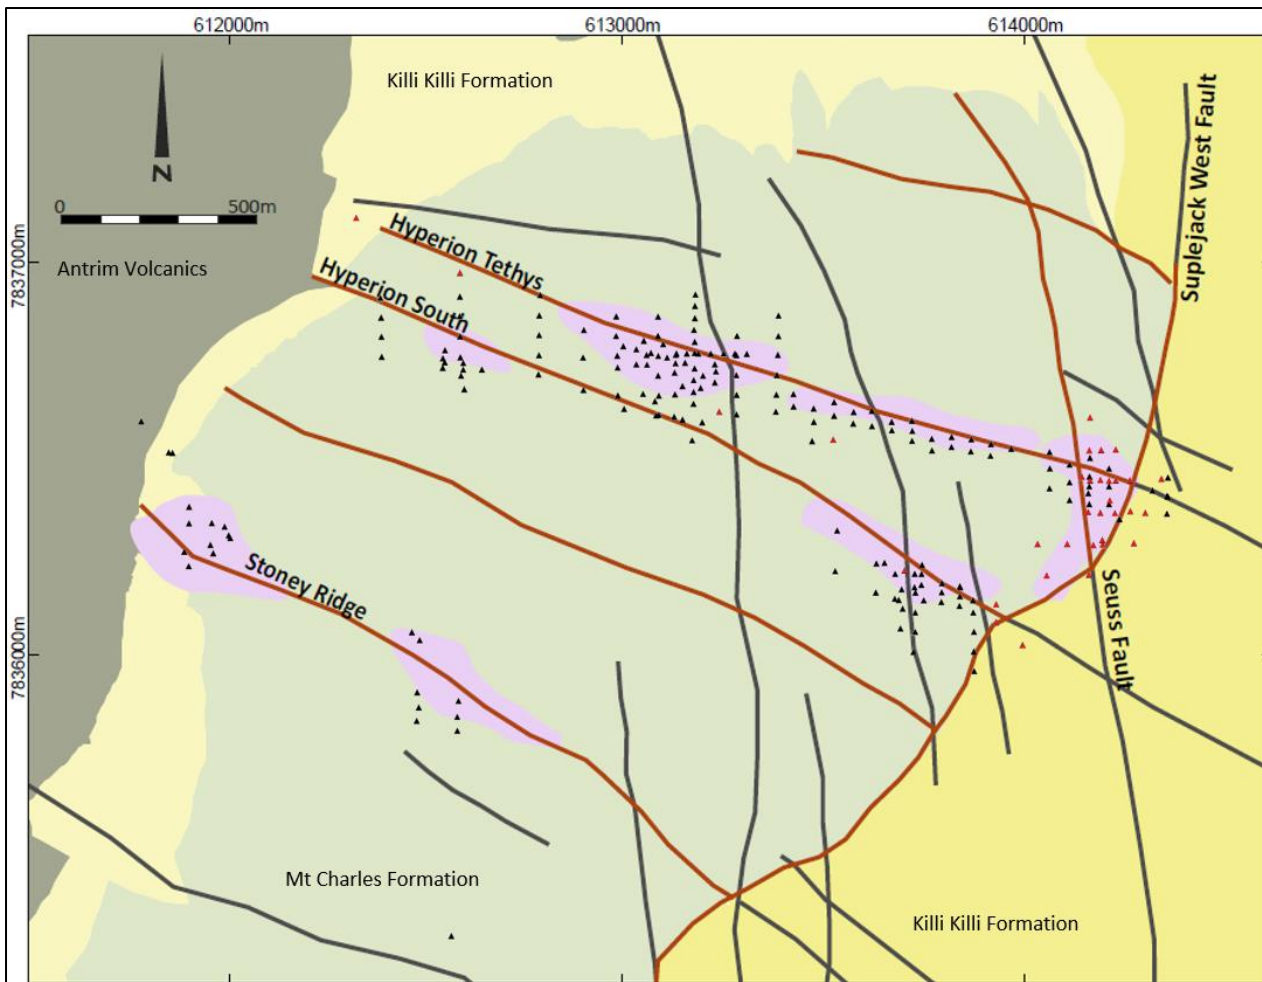 612000m
613000m
614000m
Killi Killi Formation
N
0
500m
Suplejack West Fault
Hyperion Tethys
7837000m
Antrim Volcanics
Hyperion South
Stoney Ridge
Seuss Fault
7836000m
Mt Charles Formation
Killi Killi Formation